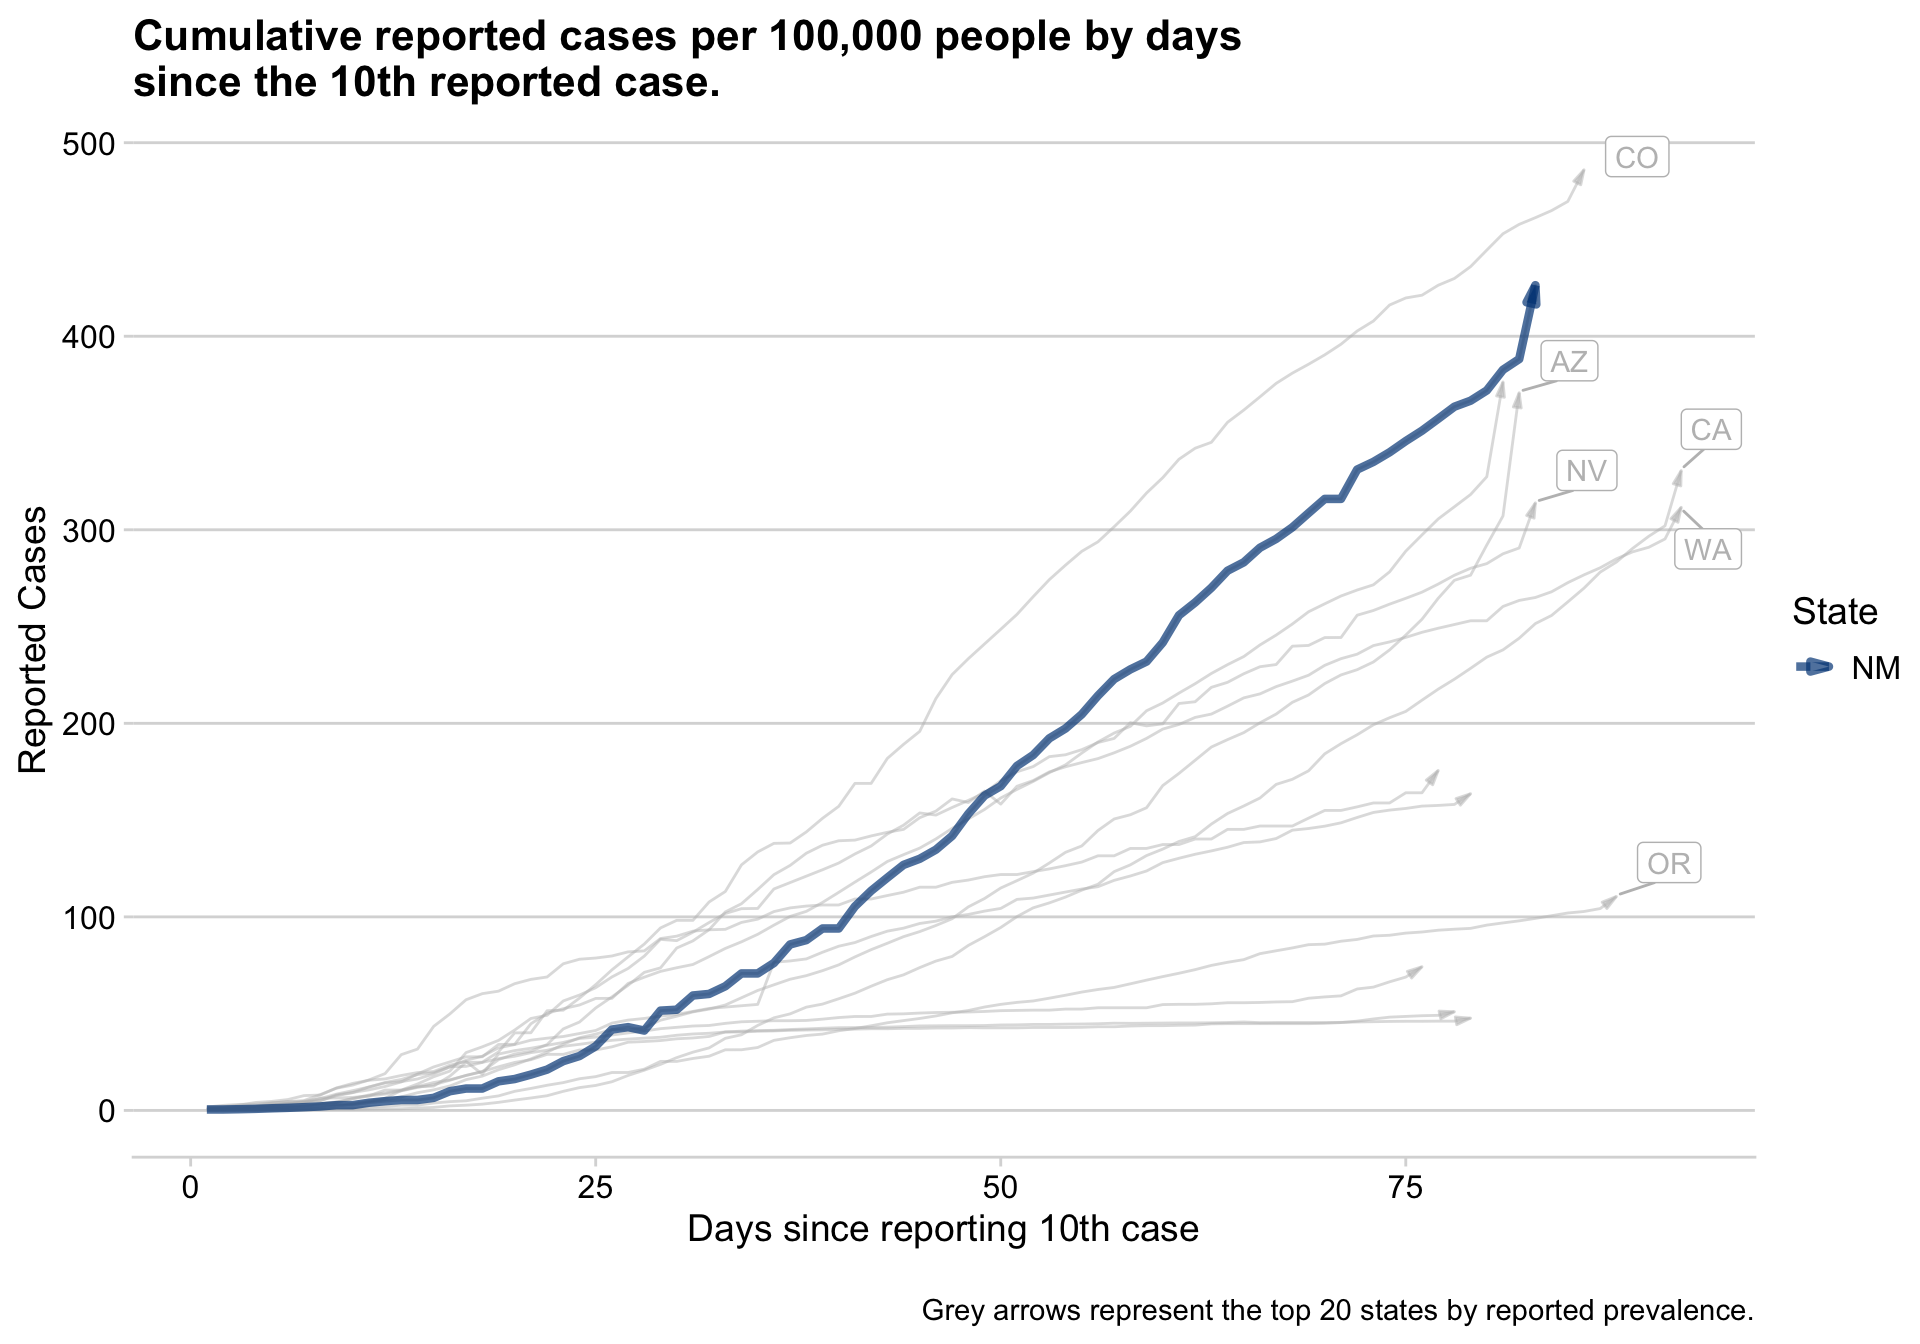 Cumulative reported cases per 100,000 people by days
since the 10th reported case.
500
400
300
200
100
0
Reported Cases
CO
AZ
CA
NV
WA
OR
State
NM
0
25
50
75
Days since reporting 10th case
Grey arrows represent the top 20 states by reported prevalence.